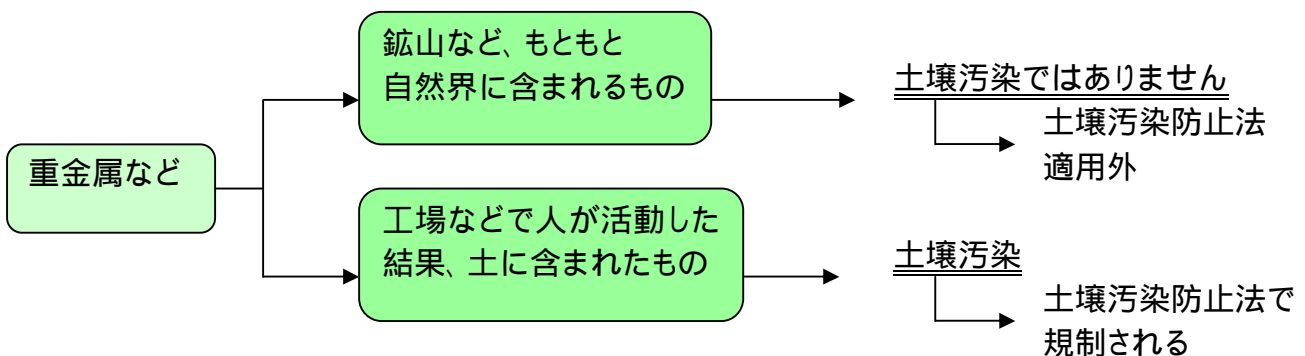 重金属など
鉱山など、もともと
自然界に含まれるもの
土壌汚染ではありません
土壌汚染防止法
適用外
工場などで人が活動した
結果、土に含まれたもの
土壌汚染
土壌汚染防止法で
規制される